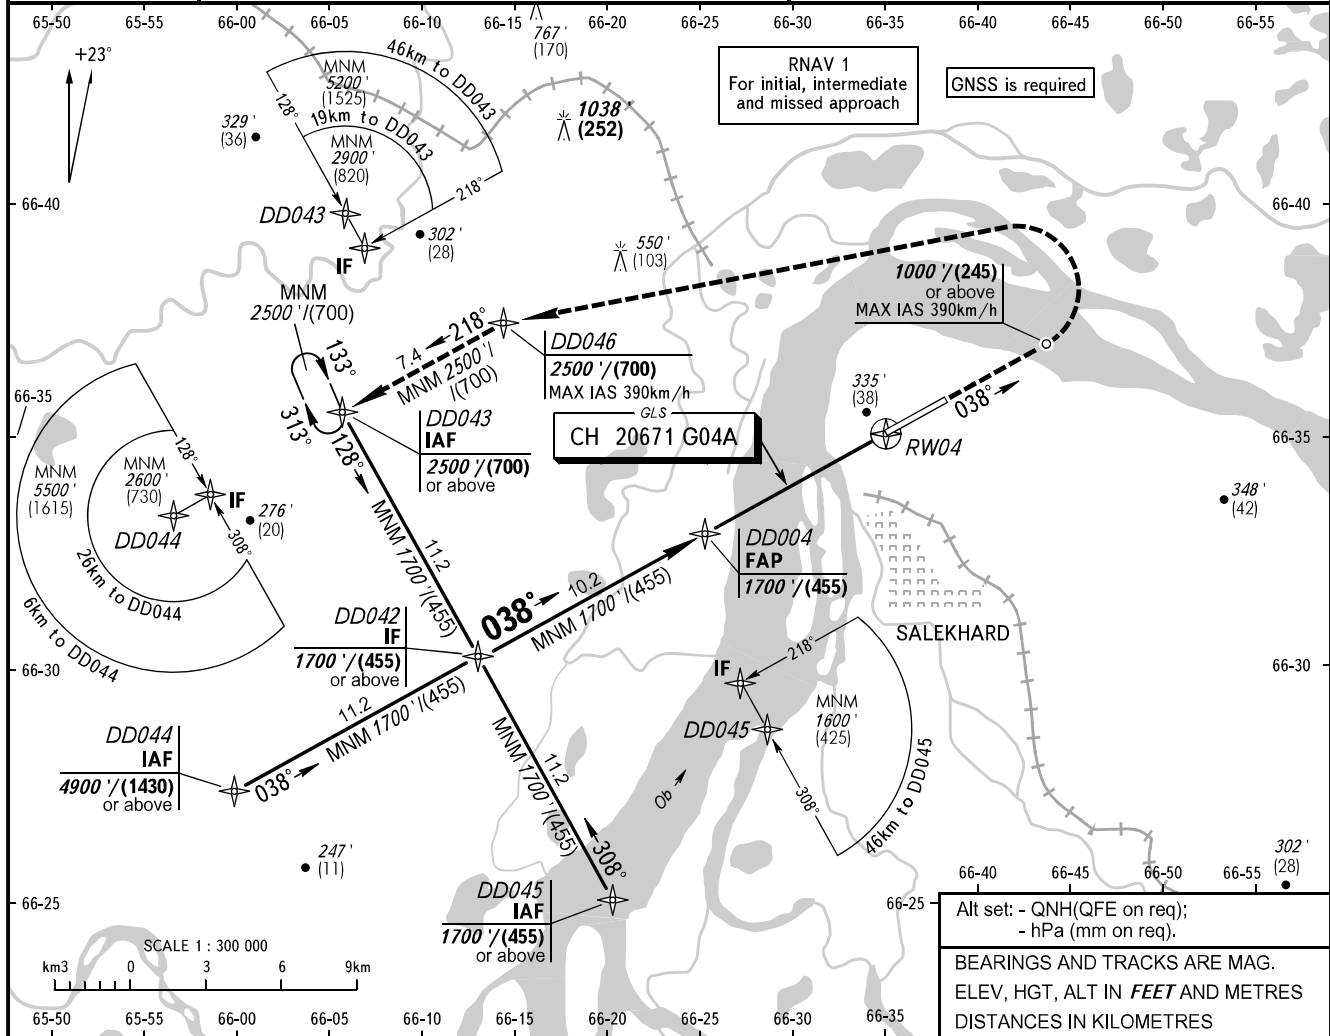 65-50
65-55
66-00
66-05
66-10
66-15
66-20
66-25
66-30
66-35
66-40
66-45
66-50
66-55
+23°
767 '
(170)
RNAV 1
For initial, intermediate
and missed approach
GNSS is required
46km to DD043
MNM
5200 '
(1525)
128°
19km to DD043
MNM
2900 '
(820)
218°
329 '
(36)
1038 '
(252)
66-40
66-40
DD043
IF
302 '
(28)
550 '
(103)
MNM
2500 '/(700)
1000 '/(245)
or above
MAX IAS 390km/h
133°
313°
218°
7.4
MNM 2500 '/
/(700)
DD046
2500 '/(700)
MAX IAS 390km/h
335 '
(38)
038°
66-35
66-35
DD043
IAF
2500 '/(700)
or above
GLS
CH 20671 G04A
RW04
128°
MNM 1700 '/(455)
11.2
128°
MNM
5500 '
(1615)
MNM
2600 '
(730)
IF
DD044
308°
276 '
(20)
26km to DD044
6km to DD044
348 '
(42)
DD004
FAP
1700 '/(455)
DD042
IF
1700 '/(455)
or above
038°
10.2
MNM 1700 '/(455)
SALEKHARD
66-30
66-30
11.2
MNM 1700 '/(455)
038°
DD044
IAF
4900 '/(1430)
or above
11.2
MNM 1700 '/(455)
308°
IF
218°
DD045
MNM
1600 '
(425)
308°
46km to DD045
Ob
247 '
(11)
302 '
(28)
66-40
66-45
66-50
66-55
66-25
66-25
DD045
IAF
1700 '/(455)
or above
SCALE 1 : 300 000
km3
0
3
6
9km
Alt set: - QNH(QFE on req);
- hPa (mm on req).
BEARINGS AND TRACKS ARE MAG.
ELEV, HGT, ALT IN FEET AND METRES
DISTANCES IN KILOMETRES
65-50
65-55
66-00
66-05
66-10
66-15
66-20
66-25
66-30
66-35